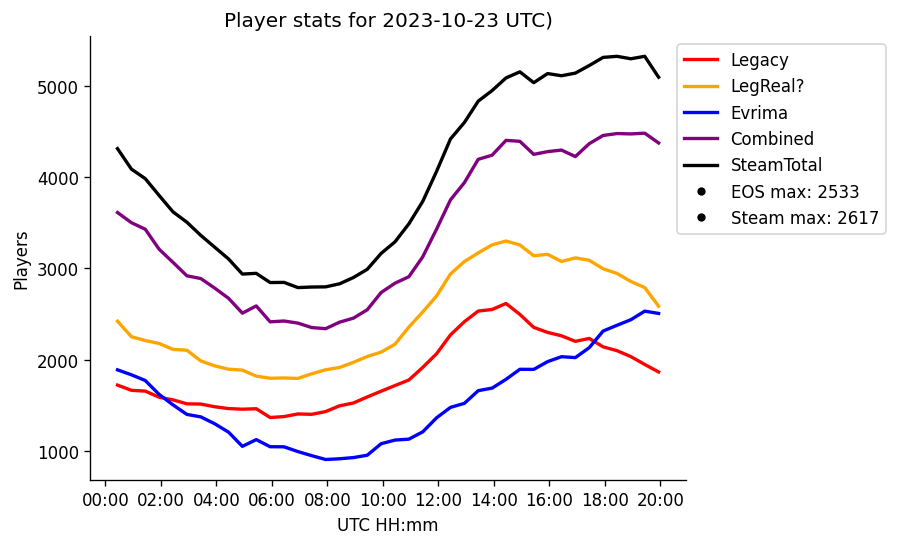 Player stats for 2023-10-23 UTC)
Legacy
LegReal?
Evrima
Combined
SteamTotal
EOS max: 2533
Steam max: 2617
Players
5000
4000
3000
2000
1000
00:00 02:00 04:00 06:00 08:00 10:00 12:00 14:00 16:00 18:00 20:00
UTC HH:mm